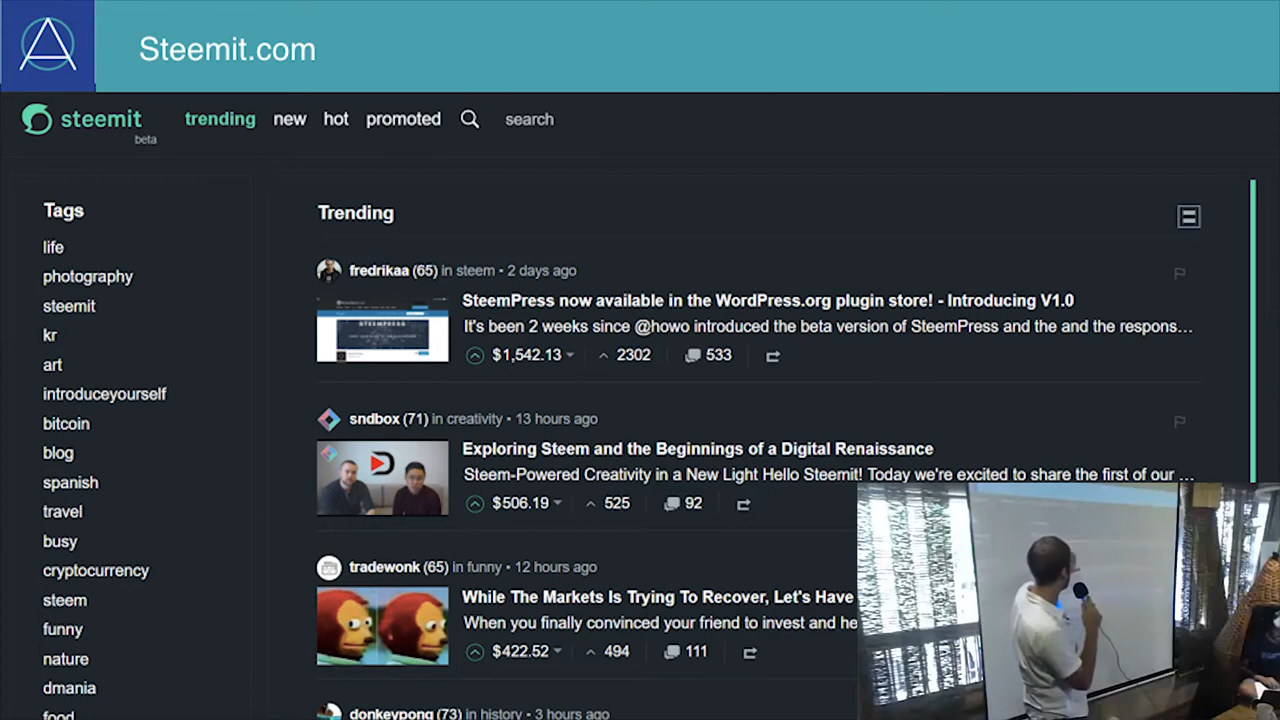 Steemit.com
steemit
beta
trending new hot promoted search
Tags
life
photography
steemit
kr
art
introduceyourself
bitcoin
blog
spanish
travel
busy
cryptocurrency
steem
funny
nature
dmania
food
Trending
fredrikaa (65) in steem • 2 days ago
SteemPress now available in the WordPress.org plugin store! - Introducing V1.0
It's been 2 weeks since @howo introduced the beta version of SteemPress and the and the respons…
$1,542.13 2302 533
STEEMPRESS
sndbox (71) in creativity • 13 hours ago
Exploring Steem and the Beginnings of a Digital Renaissance
Steem-Powered Creativity in a New Light Hello Steemit! Today we're excited to share the first of our ...
$506.19 525 92
tradewonk (65) in funny • 12 hours ago
While The Markets Is Trying To Recover, Let's Have
When you finally convinced your friend to invest and he
$422.52 494 111
donkeypong (73) in history • 3 hours ago